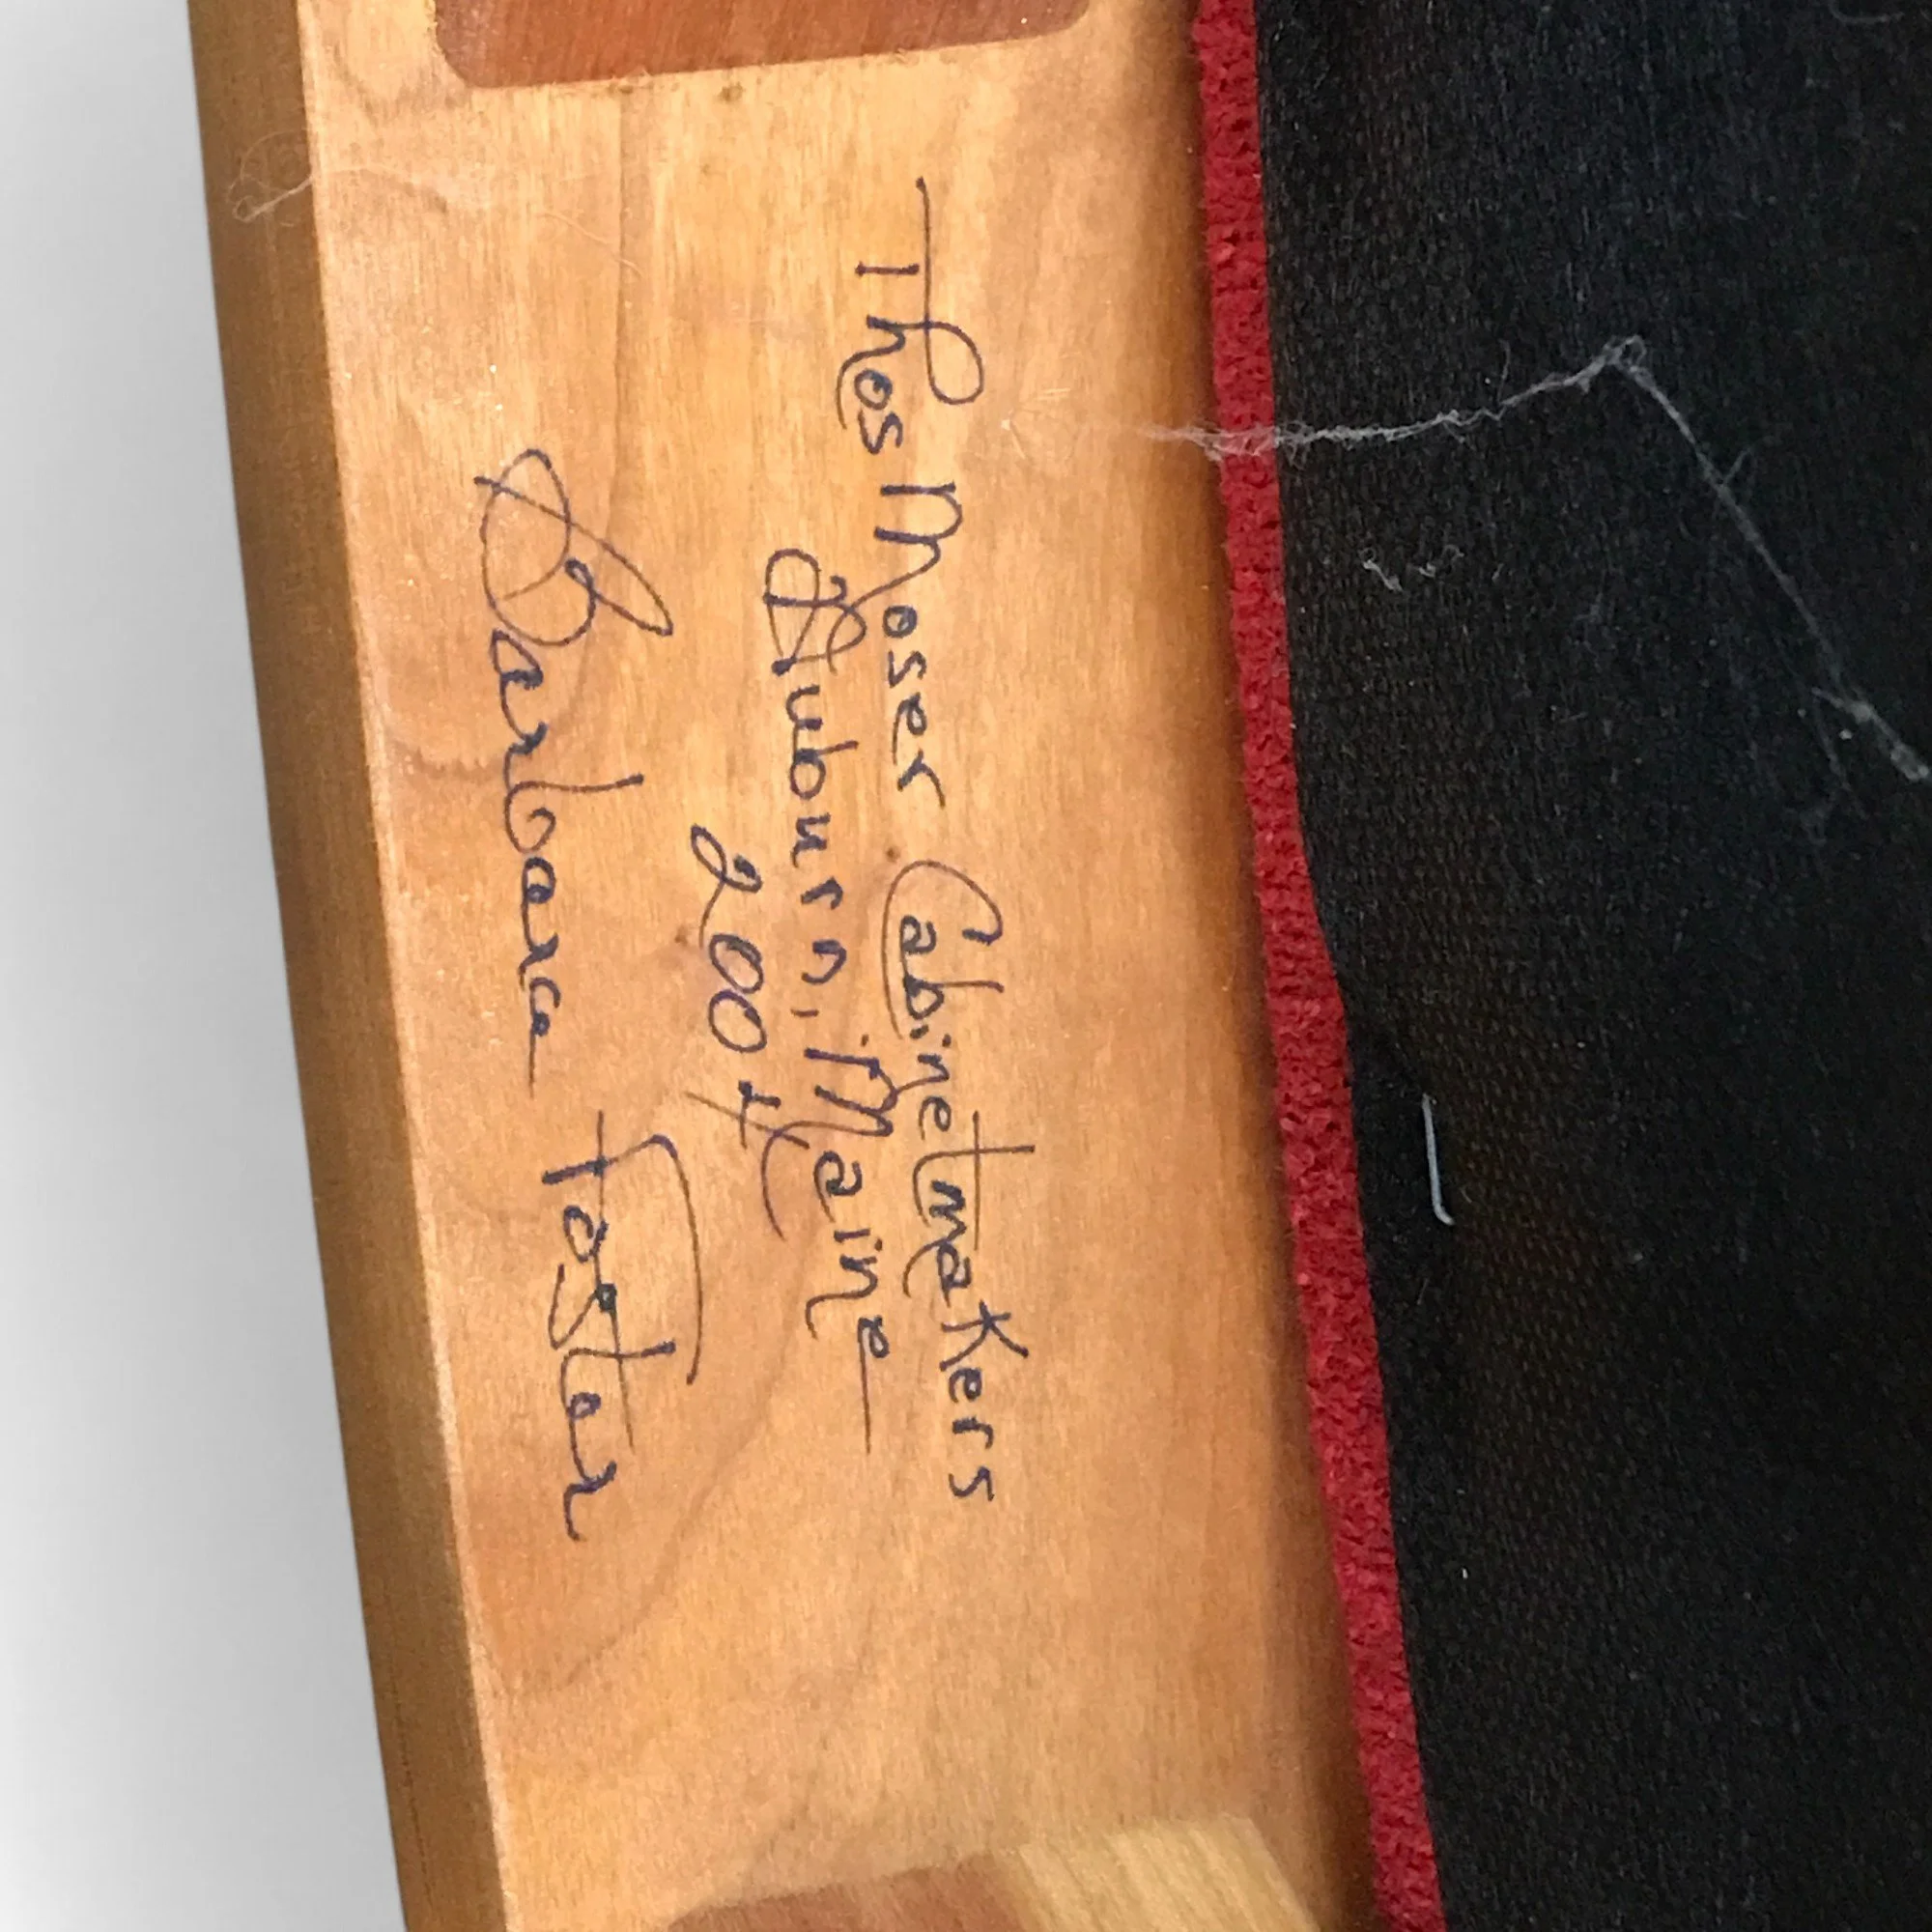 Thos Moser Cabinetmakers
Auburn, Maine
2004
Barbara Foster